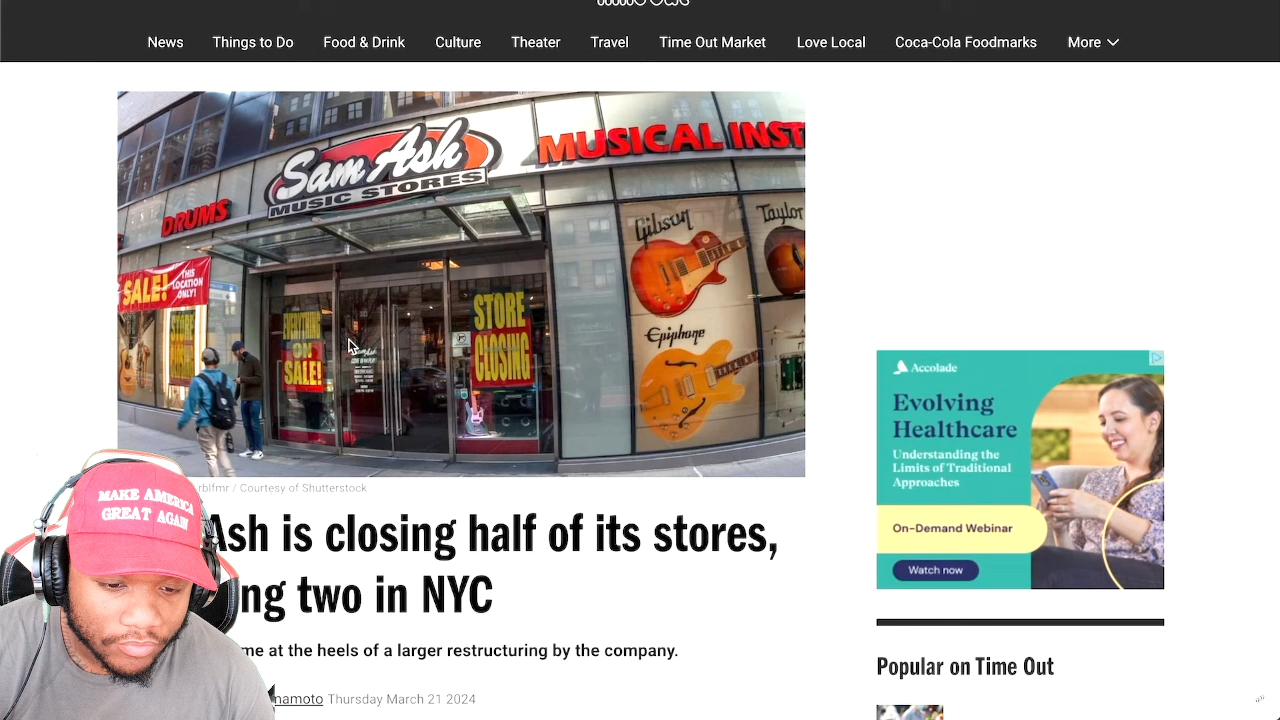 News Things to Do Food & Drink Culture Theater Travel Time Out Market Love Local Coca-Cola Foodmarks More
Sam Ash
MUSIC STORES
MUSICAL INST
DRUMS
Gibson
Taylor
SALE!
THIS
LOCATION
ONLY!
STORE
CLOSING
EVERYTHING
ON
SALE!
STORE
CLOSING
Epiphone
rblfmr / Courtesy of Shutterstock
MAKE AMERICA
GREAT AGAIN
Ash is closing half of its stores,
ng two in NYC
me at the heels of a larger restructuring by the company.
mamoto Thursday March 21 2024
Accolade
Evolving
Healthcare
Understanding the
Limits of Traditional
Approaches
On-Demand Webinar
Watch now
Popular on Time Out